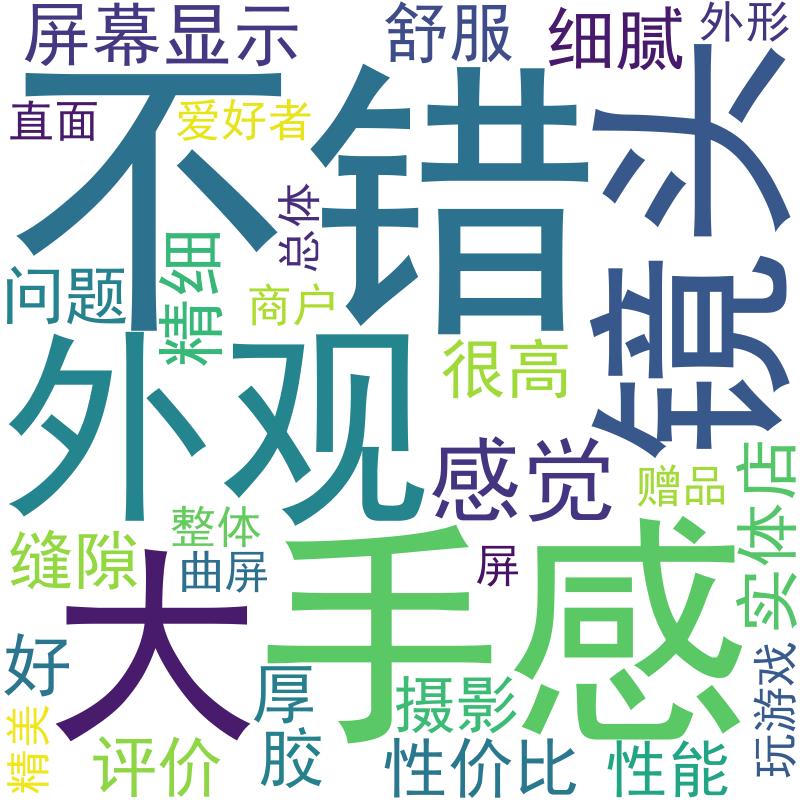 屏幕显示
舒服
细腻
外形
不错
镜头
直面
爱好者
总体
精细
问题
商户
外观
很高
感觉
赠品
实体店
缝隙
整体
曲屏
屏
大
手感
好
厚
摄影
玩游戏
精美
评价
胶
性价比
性能